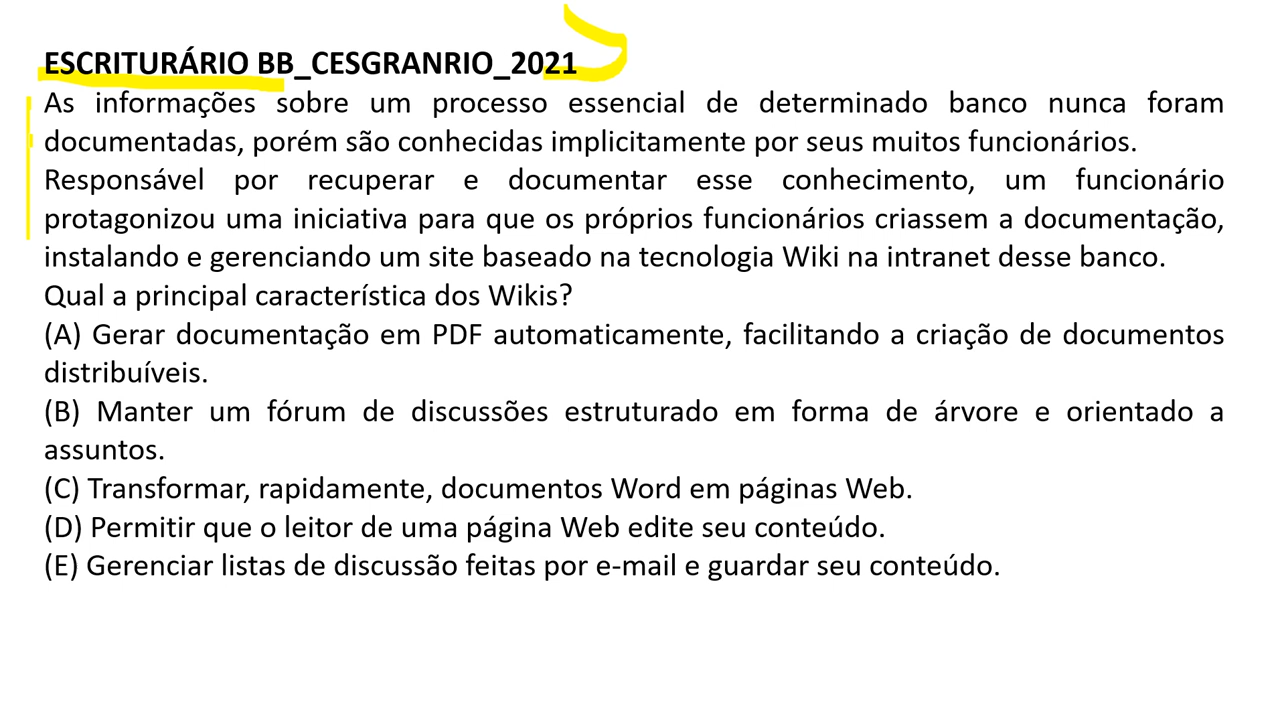 ESCRITURÁRIO BB_CESGRANRIO_2021
As informações sobre um processo essencial de determinado banco nunca foram
documentadas, porém são conhecidas implicitamente por seus muitos funcionários.
Responsável por recuperar e documentar esse conhecimento, um funcionário
protagonizou uma iniciativa para que os próprios funcionários criassem a documentação,
instalando e gerenciando um site baseado na tecnologia Wiki na intranet desse banco.
Qual a principal característica dos Wikis?
(A) Gerar documentação em PDF automaticamente, facilitando a criação de documentos
distribuíveis.
(B) Manter um fórum de discussões estruturado em forma de árvore e orientado a
assuntos.
(C) Transformar, rapidamente, documentos Word em páginas Web.
(D) Permitir que o leitor de uma página Web edite seu conteúdo.
(E) Gerenciar listas de discussão feitas por e-mail e guardar seu conteúdo.